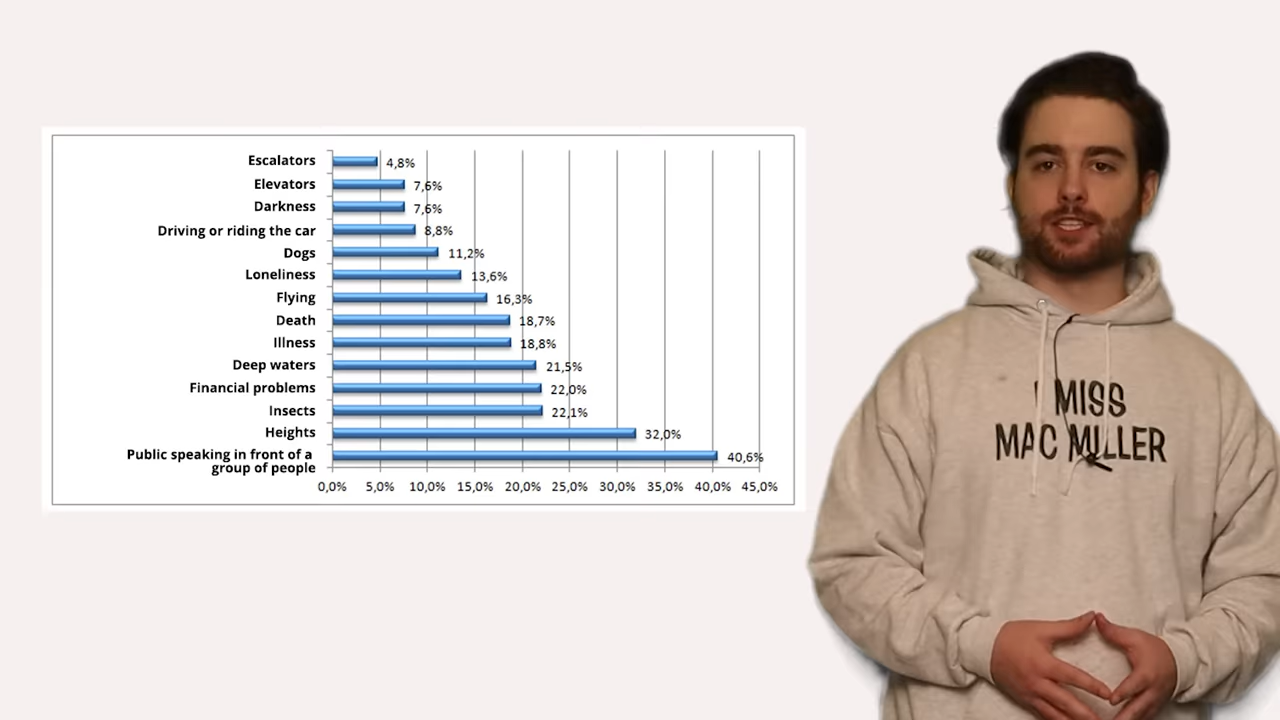 Escalators 4,8%
Elevators 7,6%
Darkness 7,6%
Driving or riding the car 8,8%
Dogs 11,2%
Loneliness 13,6%
Flying 16,3%
Death 18,7%
Illness 18,8%
Deep waters 21,5%
Financial problems 22,0%
Insects 22,1%
Heights 32,0%
Public speaking in front of a
group of people 40,6%
0,0% 5,0% 10,0% 15,0% 20,0% 25,0% 30,0% 35,0% 40,0% 45,0%
I MISS
MAC MILLER